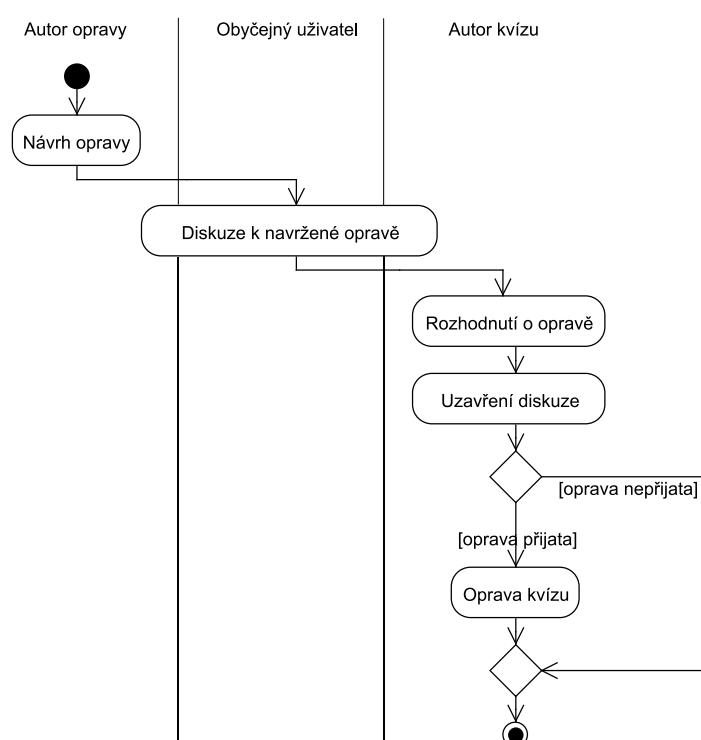 Autor opravy
Obyčejný uživatel
Autor kvízu
Návrh opravy
Diskuze k navržené opravě
Rozhodnutí o opravě
Uzavření diskuze
[oprava nepřijata]
[oprava přijata]
Oprava kvízu